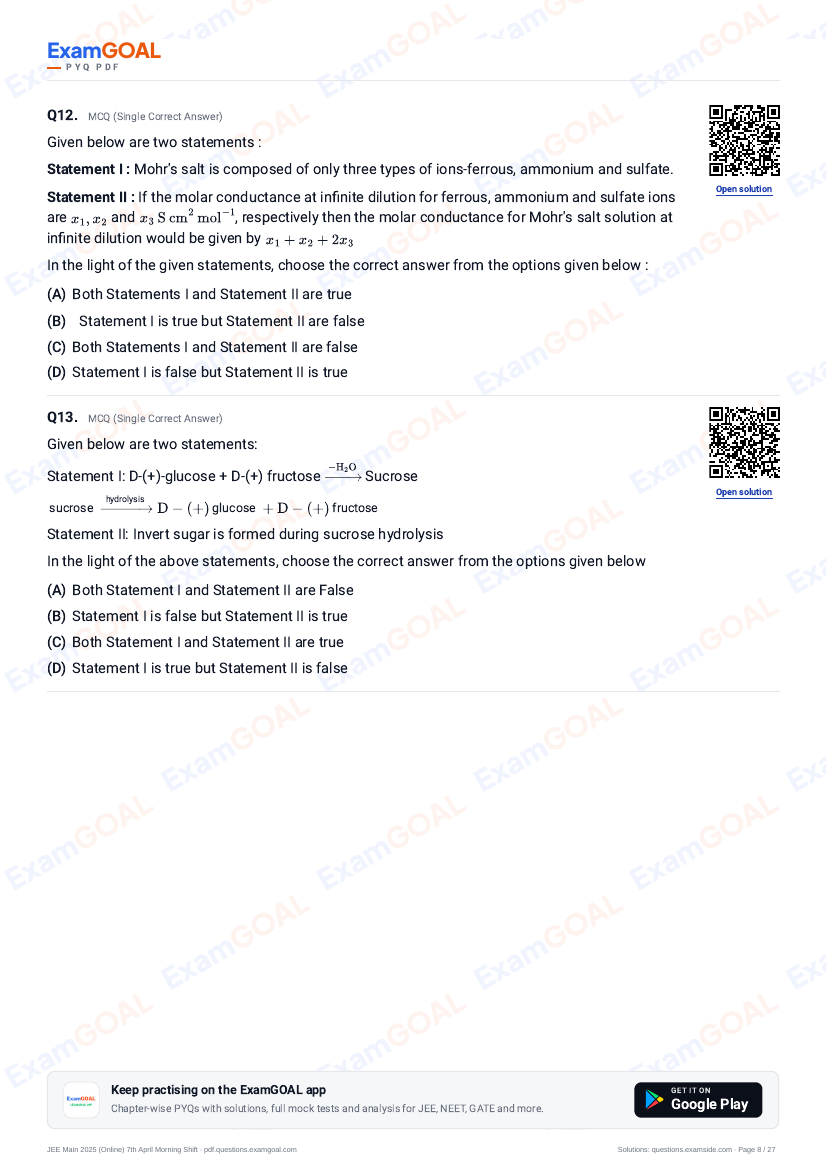 ExamGOAL
PYQ PDF
Q12. MCQ (Single Correct Answer)
Given below are two statements :
Open solution
Statement I : Mohr's salt is composed of only three types of ions-ferrous, ammonium and sulfate.
Statement II : If the molar conductance at infinite dilution for ferrous, ammonium and sulfate ions
are x₁, x₂ and x₃ S cm² mol⁻¹, respectively then the molar conductance for Mohr's salt solution at
infinite dilution would be given by x₁ + x₂ + 2x₃
In the light of the given statements, choose the correct answer from the options given below :
(A) Both Statements I and Statement II are true
(B) Statement I is true but Statement II are false
(C) Both Statements I and Statement II are false
(D) Statement I is false but Statement II is true
Q13. MCQ (Single Correct Answer)
Given below are two statements:
Open solution
Statement I: D-(+)-glucose + D-(+) fructose \xrightarrow{-H₂O} Sucrose
sucrose \xrightarrow{hydrolysis} D − (+) glucose + D − (+) fructose
Statement II: Invert sugar is formed during sucrose hydrolysis
In the light of the above statements, choose the correct answer from the options given below
(A) Both Statement I and Statement II are False
(B) Statement I is false but Statement II is true
(C) Both Statement I and Statement II are true
(D) Statement I is true but Statement II is false
Keep practising on the ExamGOAL app
Chapter-wise PYQs with solutions, full mock tests and analysis for JEE, NEET, GATE and more.
GET IT ON
Google Play
JEE Main 2025 (Online) 7th April Morning Shift · pdf.questions.examgoal.com
Solutions: questions.examside.com · Page 8 / 27